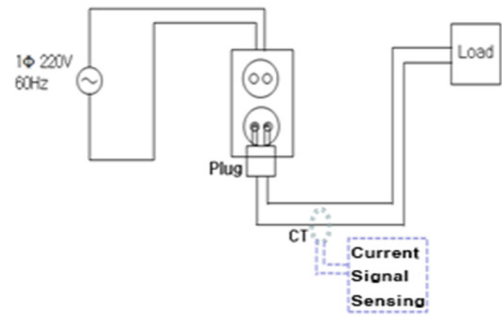 1Φ 220V
60Hz
Load
Plug
CT
Current
Signal
Sensing